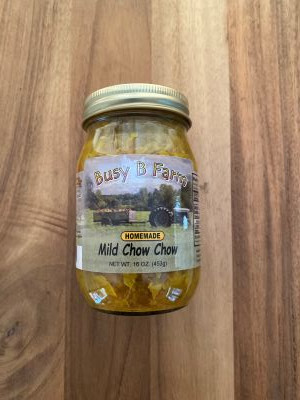 Busy B Farm
HOMEMADE
Mild Chow Chow
NET WT. 16 OZ. (453g)